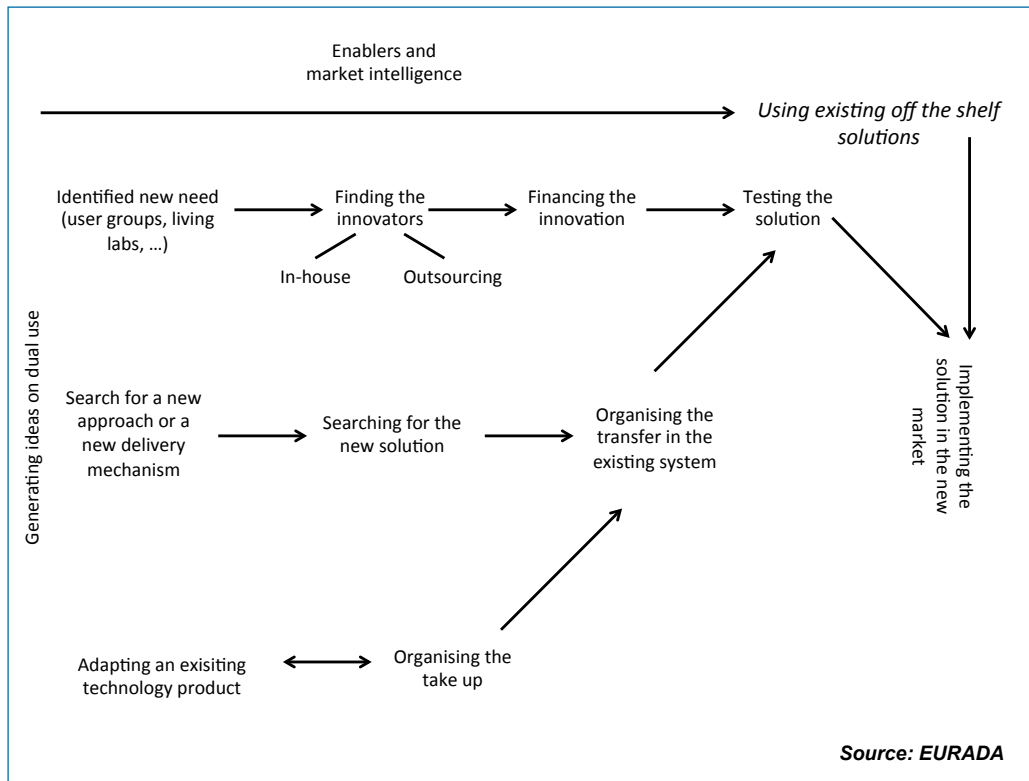 Enablers and
market intelligence
Using existing off the shelf
solutions
Identified new need
(user groups, living
labs, ...)
Finding the
innovators
Financing the
innovation
Testing the
solution
In-house
Outsourcing
Generating ideas on dual use
Search for a new
approach or a
new delivery
mechanism
Searching for the
new solution
Organising the
transfer in the
existing system
Implementing the
solution in the new
market
Adapting an exisiting
technology product
Organising the
take up
Source: EURADA